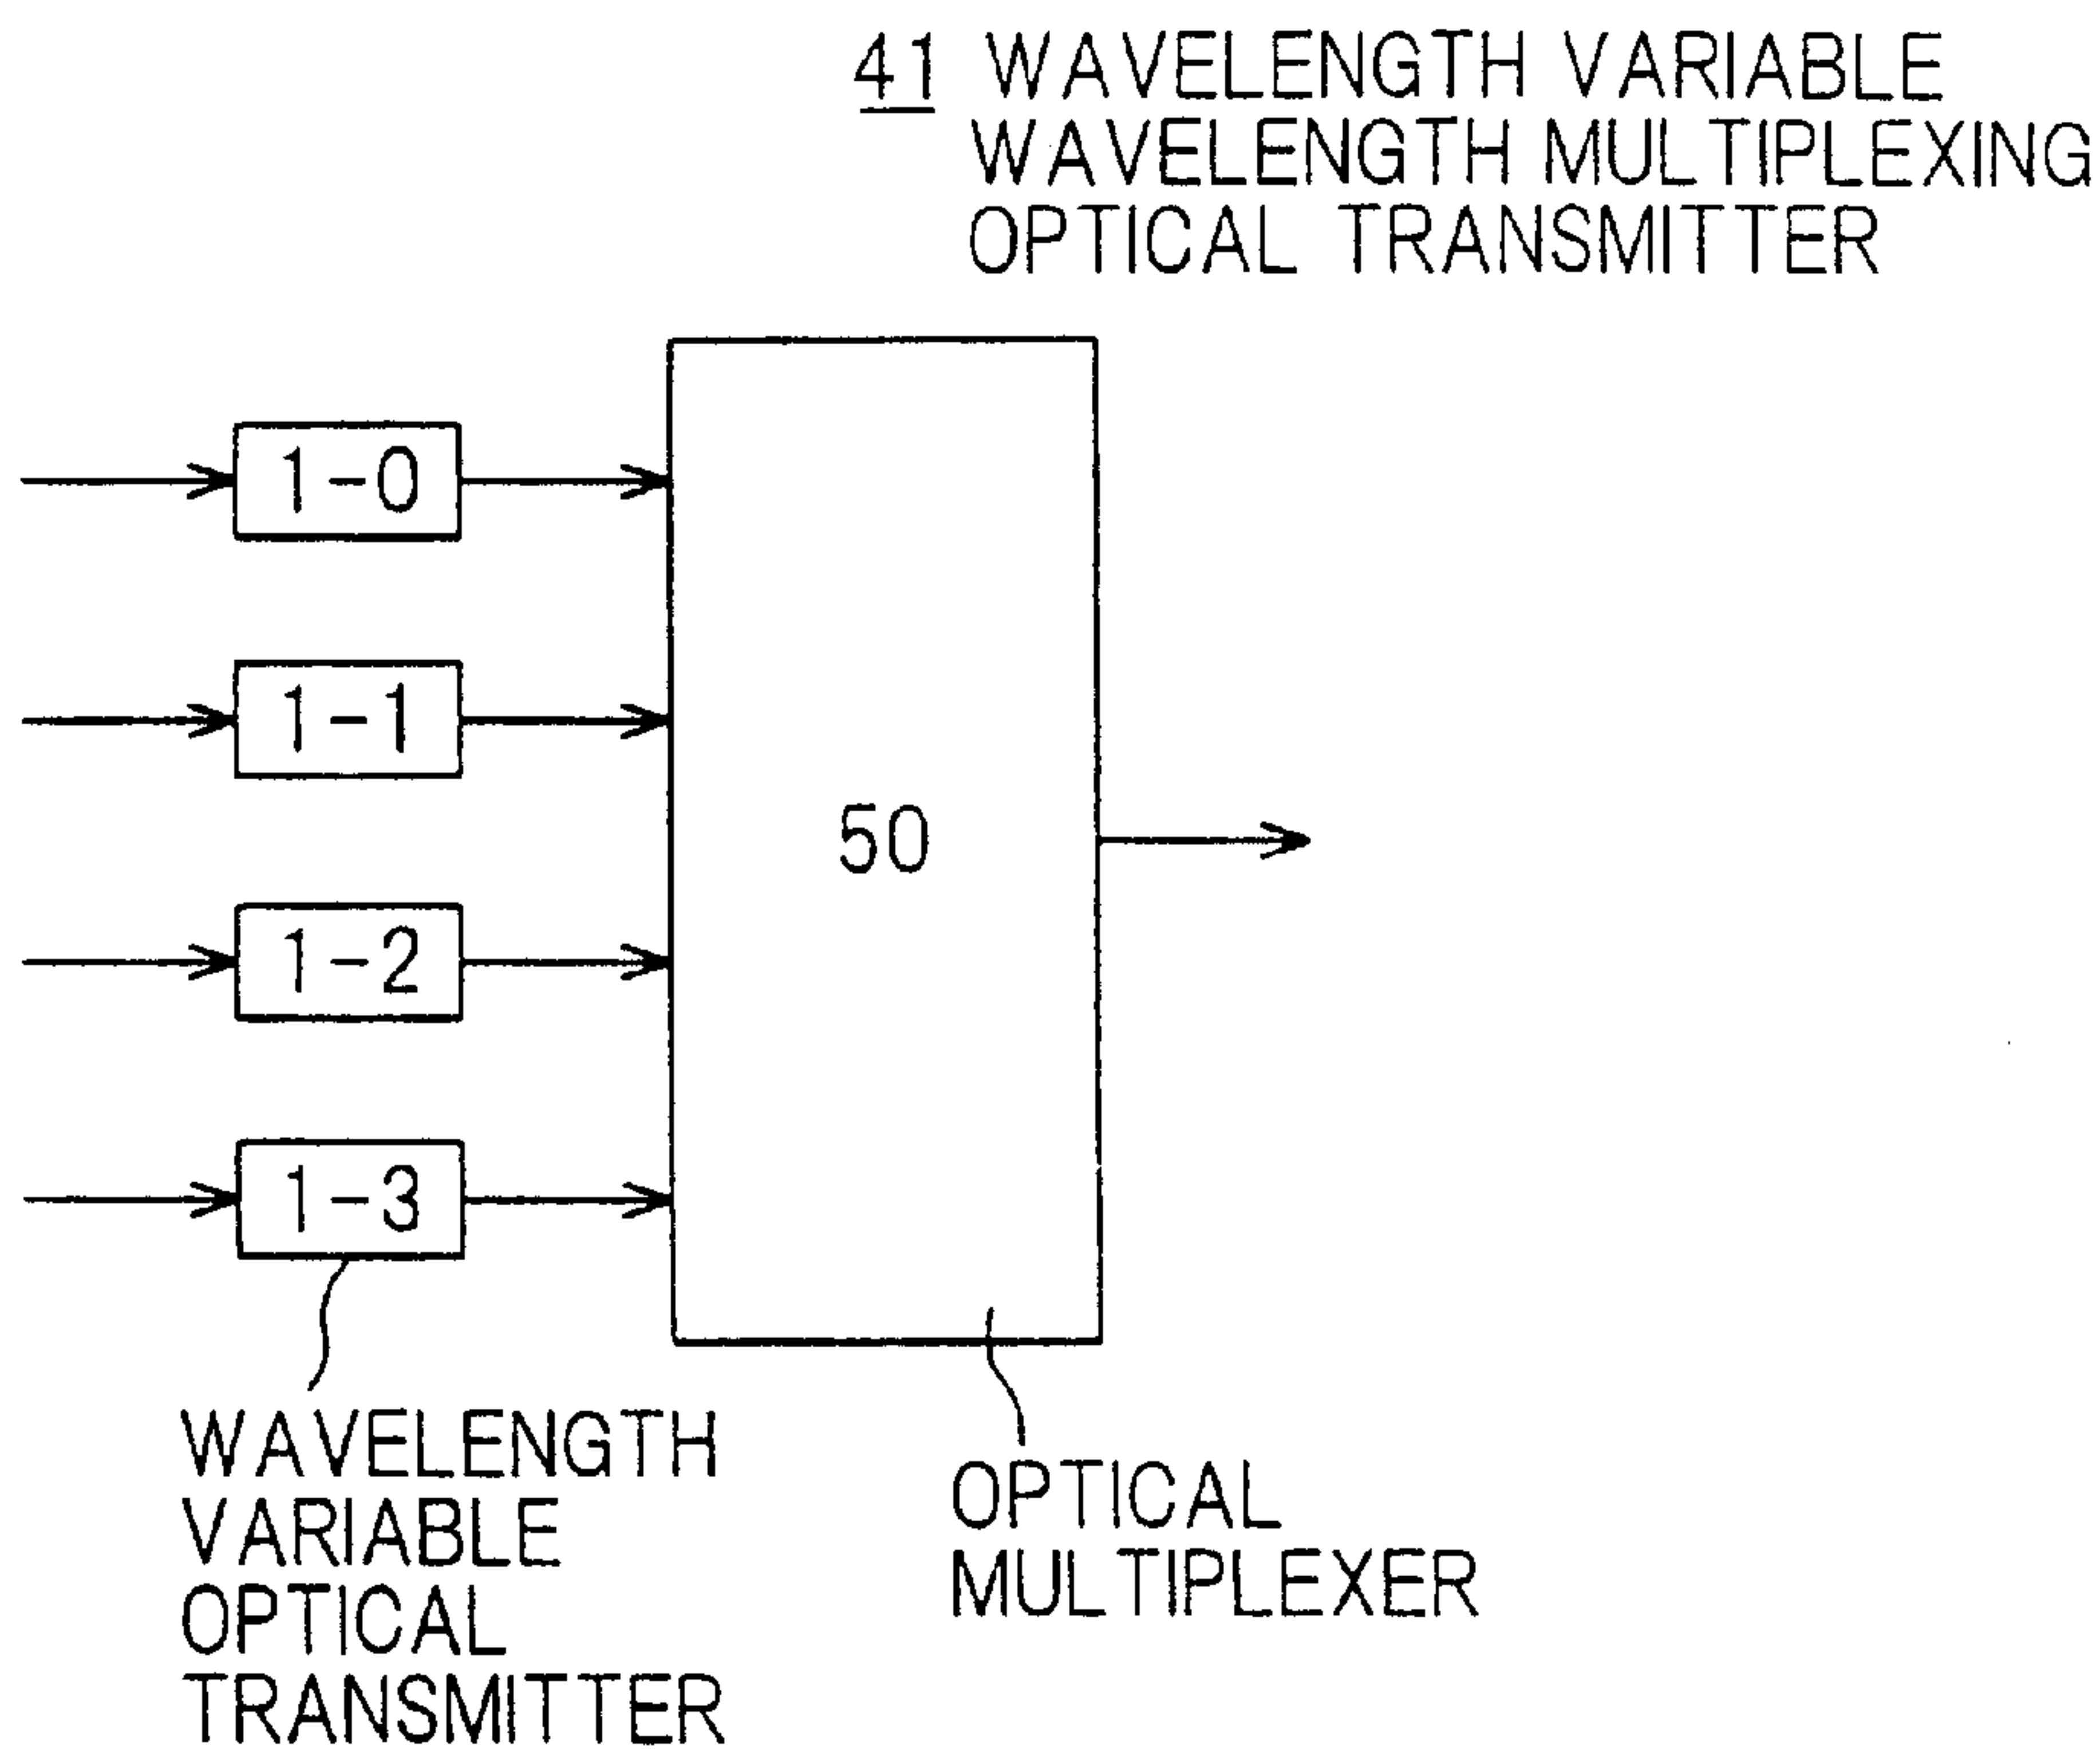 41 WAVELENGTH VARIABLE
WAVELENGTH MULTIPLEXING
OPTICAL TRANSMITTER
1-0
1-1
50
1-2
1-3
WAVELENGTH
VARIABLE
OPTICAL
TRANSMITTER
OPTICAL
MULTIPLEXER